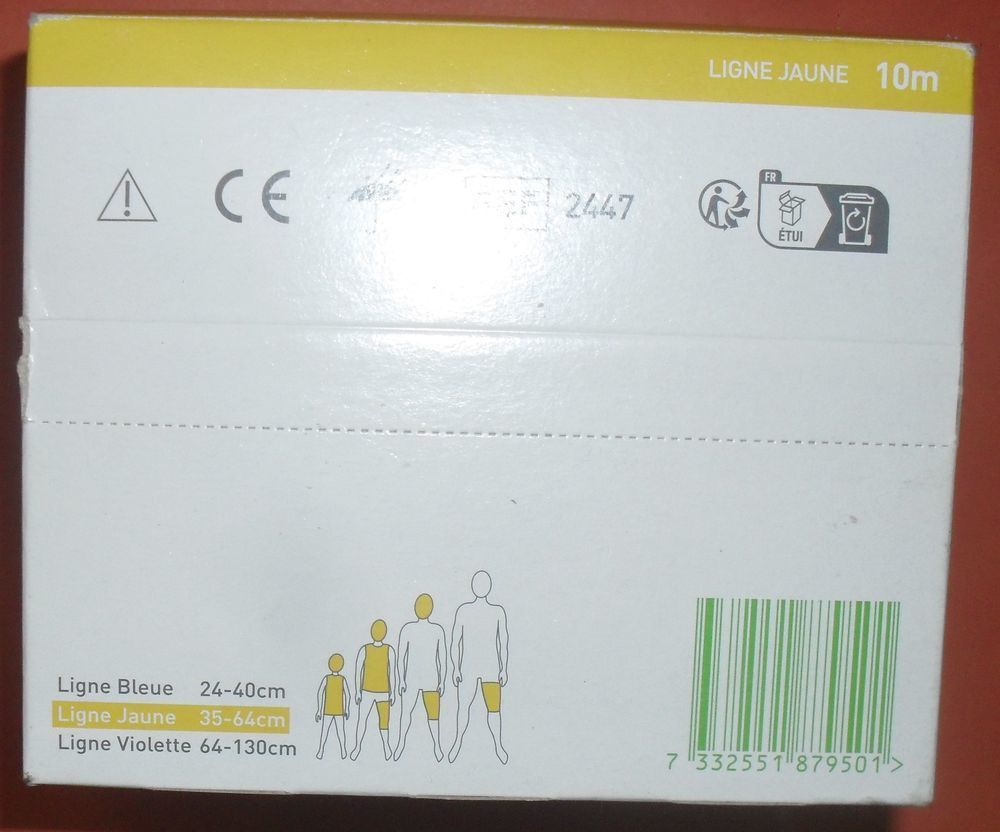 LIGNE JAUNE 10m
CE
2447
FR
ÉTUI
Ligne Bleue 24-40cm
Ligne Jaune 35-64cm
Ligne Violette 64-130cm
7 332551 879501 >